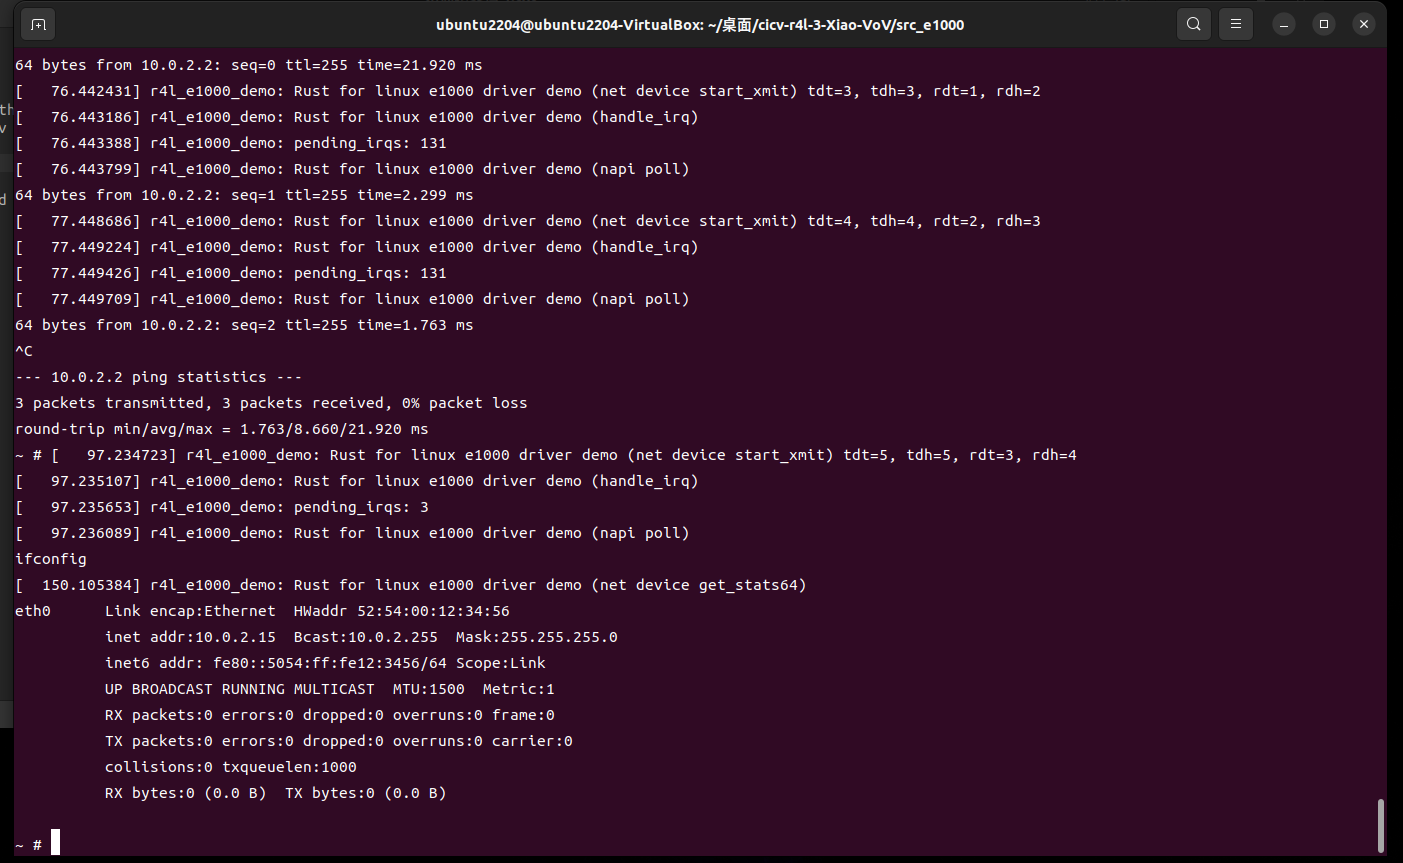 ubuntu2204@ubuntu2204-VirtualBox: ~/桌面/cicv-r4l-3-Xiao-VoV/src_e1000
64 bytes from 10.0.2.2: seq=0 ttl=255 time=21.920 ms
[   76.442431] r4l_e1000_demo: Rust for linux e1000 driver demo (net device start_xmit) tdt=3, tdh=3, rdt=1, rdh=2
[   76.443186] r4l_e1000_demo: Rust for linux e1000 driver demo (handle_irq)
[   76.443388] r4l_e1000_demo: pending_irqs: 131
[   76.443799] r4l_e1000_demo: Rust for linux e1000 driver demo (napi poll)
64 bytes from 10.0.2.2: seq=1 ttl=255 time=2.299 ms
[   77.448686] r4l_e1000_demo: Rust for linux e1000 driver demo (net device start_xmit) tdt=4, tdh=4, rdt=2, rdh=3
[   77.449224] r4l_e1000_demo: Rust for linux e1000 driver demo (handle_irq)
[   77.449426] r4l_e1000_demo: pending_irqs: 131
[   77.449709] r4l_e1000_demo: Rust for linux e1000 driver demo (napi poll)
64 bytes from 10.0.2.2: seq=2 ttl=255 time=1.763 ms
^C
--- 10.0.2.2 ping statistics ---
3 packets transmitted, 3 packets received, 0% packet loss
round-trip min/avg/max = 1.763/8.660/21.920 ms
~ # [   97.234723] r4l_e1000_demo: Rust for linux e1000 driver demo (net device start_xmit) tdt=5, tdh=5, rdt=3, rdh=4
[   97.235107] r4l_e1000_demo: Rust for linux e1000 driver demo (handle_irq)
[   97.235653] r4l_e1000_demo: pending_irqs: 3
[   97.236089] r4l_e1000_demo: Rust for linux e1000 driver demo (napi poll)
ifconfig
[  150.105384] r4l_e1000_demo: Rust for linux e1000 driver demo (net device get_stats64)
eth0      Link encap:Ethernet  HWaddr 52:54:00:12:34:56
          inet addr:10.0.2.15  Bcast:10.0.2.255  Mask:255.255.255.0
          inet6 addr: fe80::5054:ff:fe12:3456/64 Scope:Link
          UP BROADCAST RUNNING MULTICAST  MTU:1500  Metric:1
          RX packets:0 errors:0 dropped:0 overruns:0 frame:0
          TX packets:0 errors:0 dropped:0 overruns:0 carrier:0
          collisions:0 txqueuelen:1000
          RX bytes:0 (0.0 B)  TX bytes:0 (0.0 B)
~ #